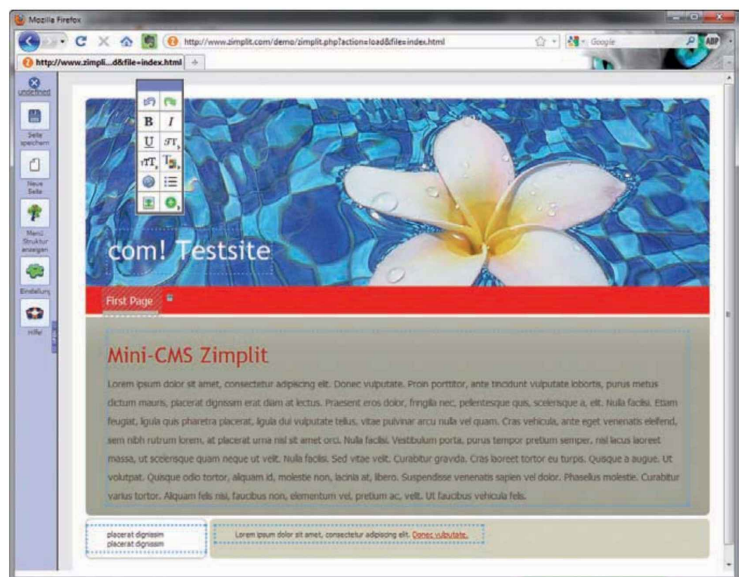 Mozilla Firefox
http://www.zimplit.com/demo/zimplit.php?action=load&file=index.html
Google
ABP
http://www.zimpli...d&file=index.html
undefined
Seite
speichern
Neue
Seite
Menü
Struktur
anzeigen
Einstellung
Hilfe!
B I
U
com! Testsite
First Page
Mini-CMS Zimplit
Lorem ipsum dolor sit amet, consectetur adipiscing elit. Donec vulputate. Proin porttitor, ante tincidunt vulputate lobortis, purus metus
dictum mauris, placerat dignissim erat diam at lectus. Praesent eros dolor, fringilla nec, pellentesque quis, scelerisque a, elit. Nulla facilisi. Etiam
feugiat, ligula quis pharetra placerat, ligula dui vulputate tellus, vitae pulvinar arcu nulla vel quam. Cras vehicula, ante eget venenatis eleifend,
sem nibh rutrum lorem, at placerat urna nisl sit amet orci. Nulla facilisi. Vestibulum porta, purus tempor pretium semper, nisl lacus laoreet
massa, ut scelerisque quam neque ut velit. Nulla facilisi. Sed vitae velit. Curabitur gravida. Cras laoreet tortor eu turpis. Quisque a augue. Ut
volutpat. Quisque odio tortor, aliquam id, molestie non, lacinia at, libero. Suspendisse venenatis sapien vel dolor. Phasellus molestie. Curabitur
varius tortor. Aliquam felis nisi, faucibus non, elementum vel, pretium ac, velit. Ut faucibus vehicula felis.
placerat dignissim
placerat dignissim
Lorem ipsum dolor sit amet, consectetur adipiscing elit. Donec vulputate.